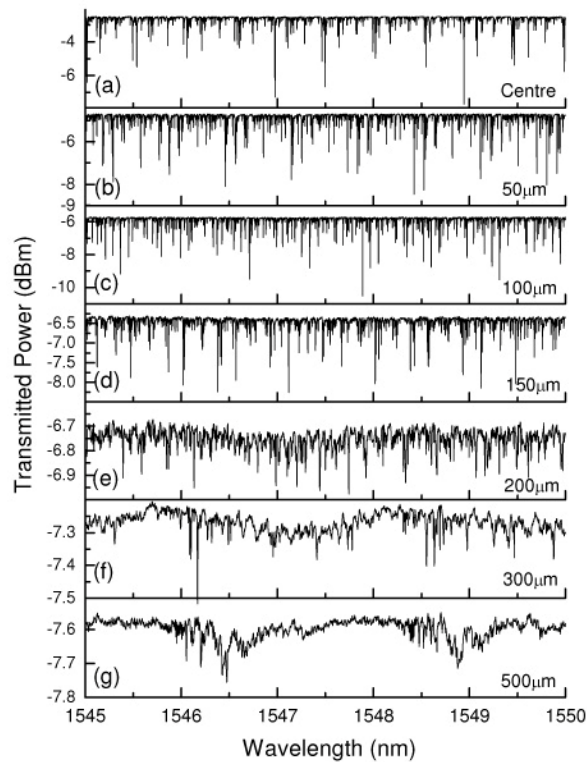 -4
-6
(a)
Centre
-6
-8
-9
(b)
50μm
-6
-8
-10
(c)
100μm
-6.5
-7.0
-7.5
-8.0
(d)
150μm
-6.7
-6.8
-6.9
(e)
200μm
-7.3
-7.4
-7.5
(f)
300μm
-7.6
-7.7
-7.8
(g)
500μm
Transmitted Power (dBm)
1545 1546 1547 1548 1549 1550
Wavelength (nm)